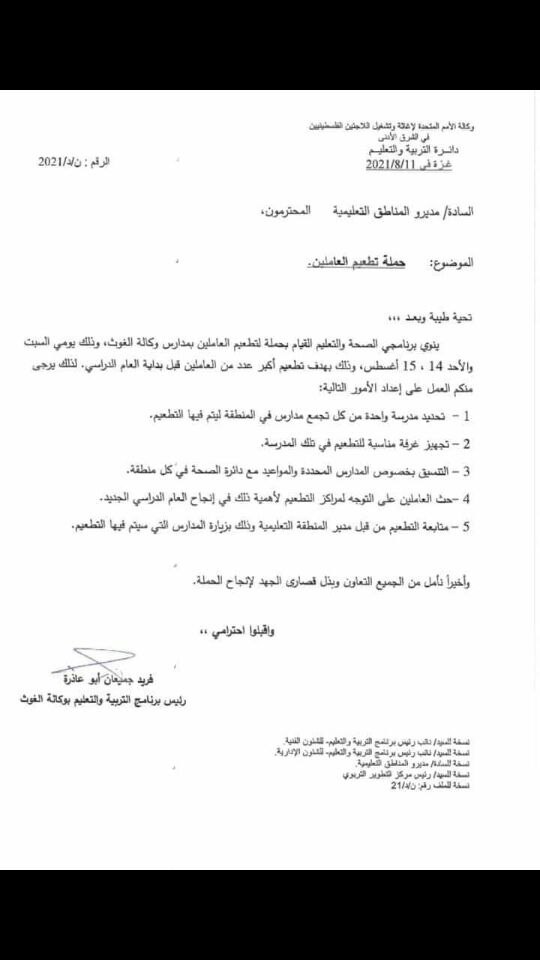 وكالة الأمم المتحدة لإغاثة وتشغيل اللاجئين الفلسطينيين
في الشرق الأدنى
دائرة التربية والتعليم
غزة في 2021/8/11
الرقم : ن/د/2021
السادة/ مديرو المناطق التعليمية المحترمون،
الموضوع: حملة تطعيم العاملين.
تحية طيبة وبعد ،،،
ينوي برنامجي الصحة والتعليم القيام بحملة لتطعيم العاملين بمدارس وكالة الغوث، وذلك يومي السبت
والأحد 14 ، 15 أغسطس، وذلك بهدف تطعيم أكبر عدد من العاملين قبل بداية العام الدراسي. لذلك يرجى
منكم العمل على إعداد الأمور التالية:
1 – تحديد مدرسة واحدة من كل تجمع مدارس في المنطقة ليتم فيها التطعيم.
2 – تجهيز غرفة مناسبة للتطعيم في تلك المدرسة.
3 – التنسيق بخصوص المدارس المحددة والمواعيد مع دائرة الصحة في كل منطقة.
4 –حث العاملين على التوجه لمراكز التطعيم لأهمية ذلك في إنجاح العام الدراسي الجديد.
5 – متابعة التطعيم من قبل مدير المنطقة التعليمية وذلك بزيارة المدارس التي سيتم فيها التطعيم.
وأخيراً نأمل من الجميع التعاون وبذل قصارى الجهد لإنجاح الحملة.
واقبلوا احترامي ،،
فريد جميعان أبو عاذرة
رئيس برنامج التربية والتعليم بوكالة الغوث
نسخة للسيد/ نائب رئيس برنامج التربية والتعليم- للشئون الفنية.
نسخة للسيد/ نائب رئيس برنامج التربية والتعليم- للشئون الإدارية.
نسخة للسادة/ مديرو المناطق التعليمية.
نسخة للسيد/ رئيس مركز التطوير التربوي
نسخة للملف رقم: ن/د/21